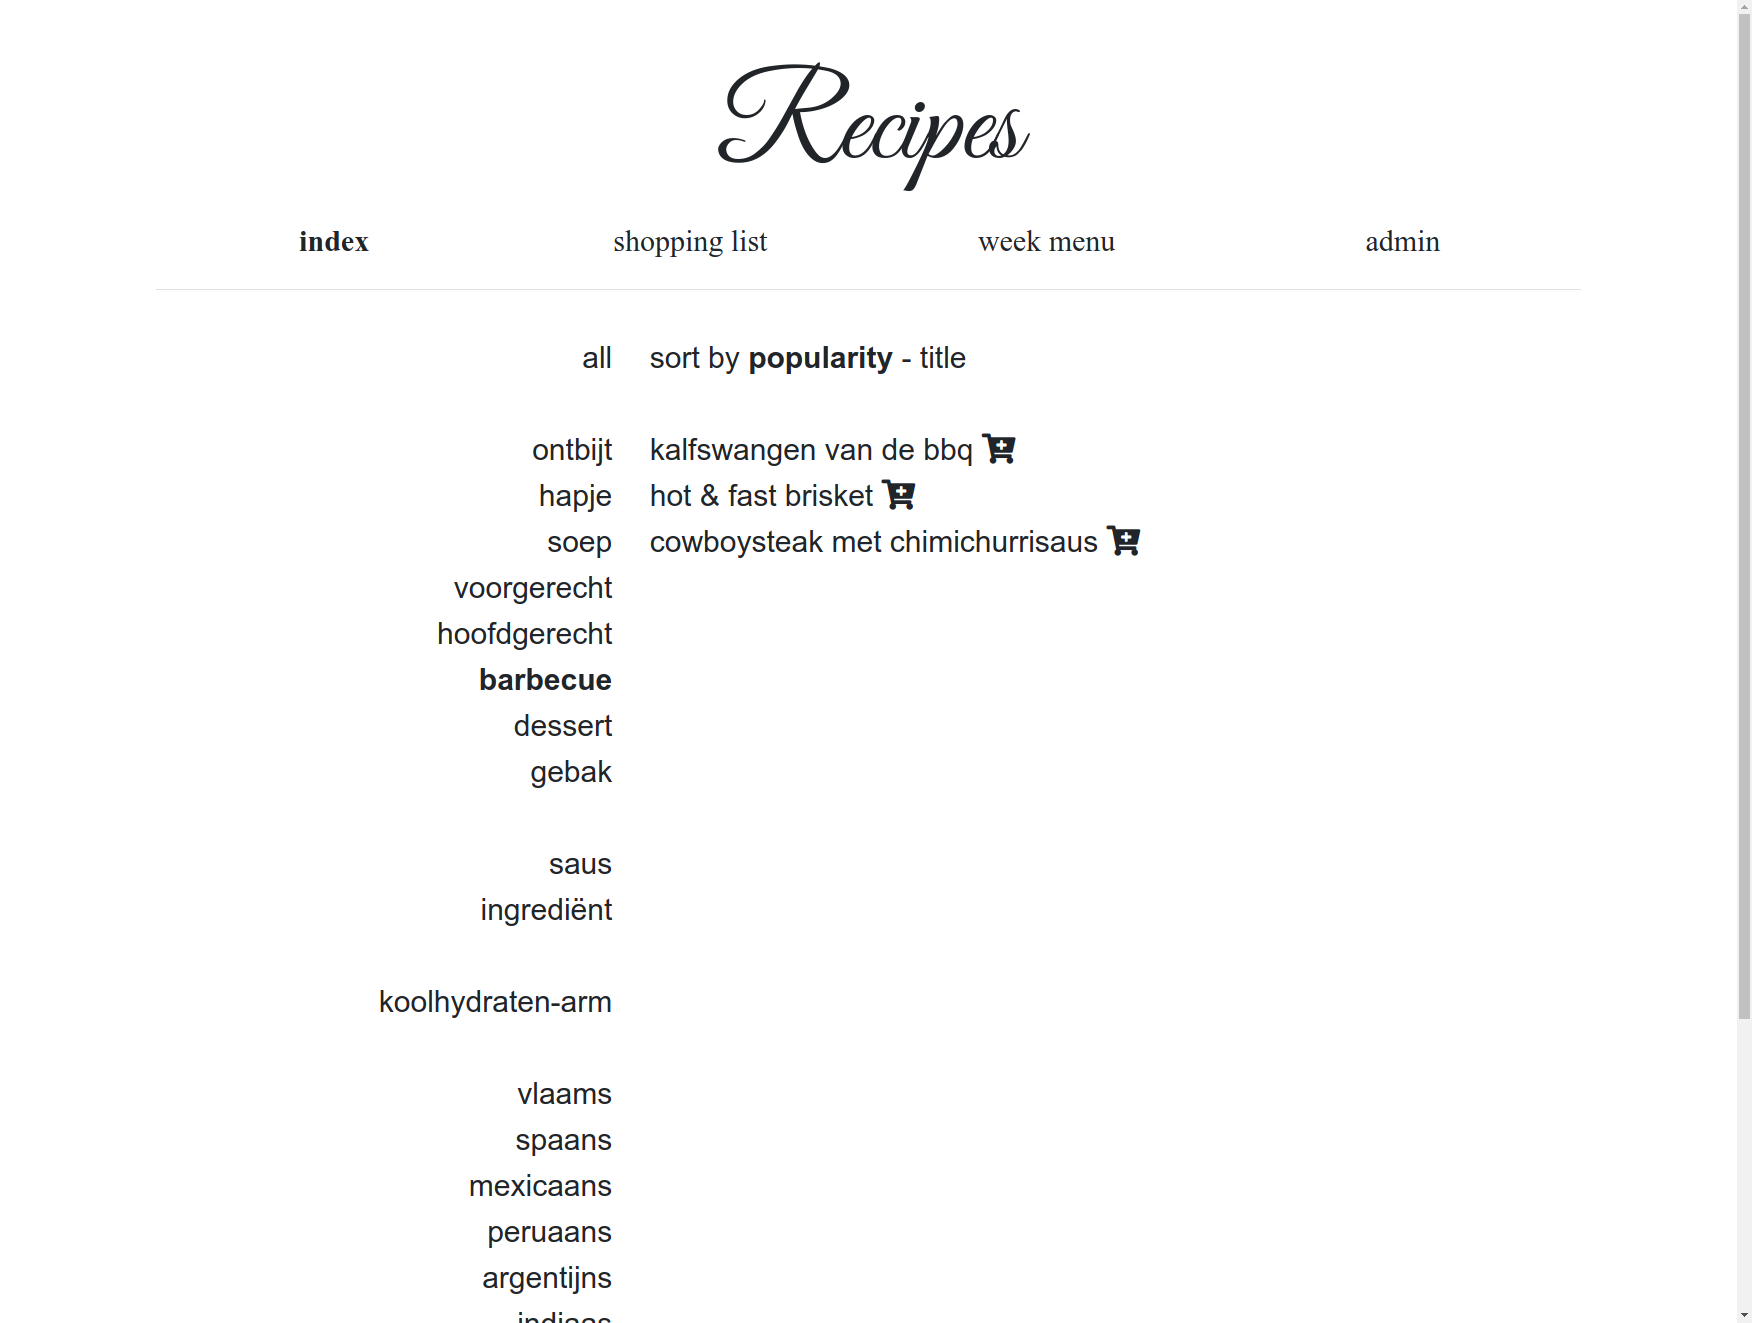 Recipes
index shopping list week menu admin
all sort by popularity - title
ontbijt kalfswangen van de bbq
hapje hot & fast brisket
soep cowboysteak met chimichurrisaus
voorgerecht
hoofdgerecht
barbecue
dessert
gebak
saus
ingrediënt
koolhydraten-arm
vlaams
spaans
mexicaans
peruaans
argentijns